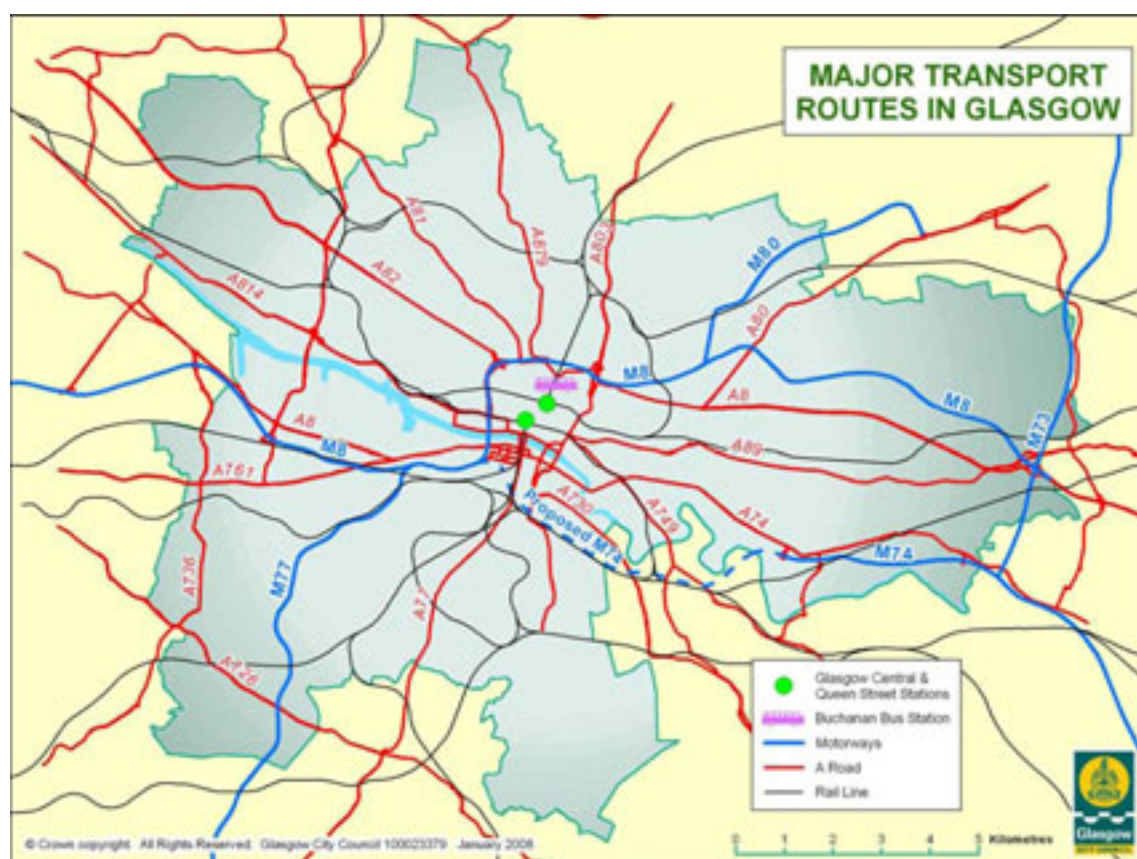 MAJOR TRANSPORT
ROUTES IN GLASGOW
A81
A879
A803
M80
A82
A814
A80
M8
A8
M8
M73
A8
M8
A89
A761
Proposed M74
A730
A749
A74
M74
A736
M77
A77
A726
Glasgow Central &
Queen Street Stations
Buchanan Bus Station
Motorways
A Road
Rail Line
© Crown copyright. All Rights Reserved. Glasgow City Council 100023379. January 2008
0 1 2 3 4 5 Kilometres
Glasgow
CITY COUNCIL